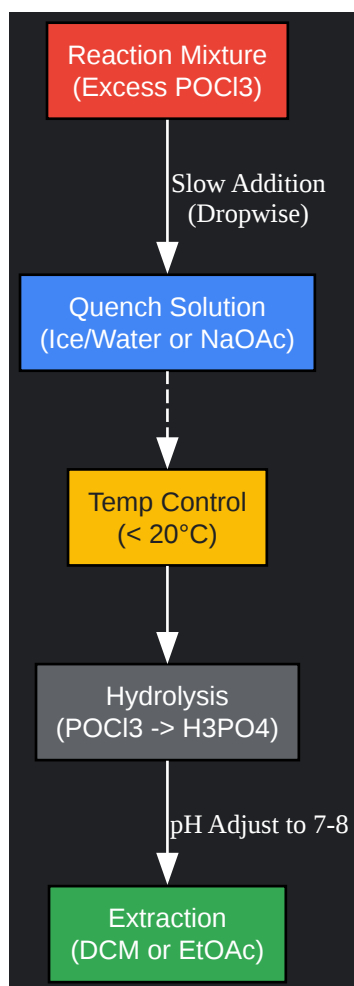 Reaction Mixture
(Excess POCl3)
Slow Addition
(Dropwise)
Quench Solution
(Ice/Water or NaOAc)
Temp Control
(< 20°C)
Hydrolysis
(POCl3 -> H3PO4)
pH Adjust to 7-8
Extraction
(DCM or EtOAc)